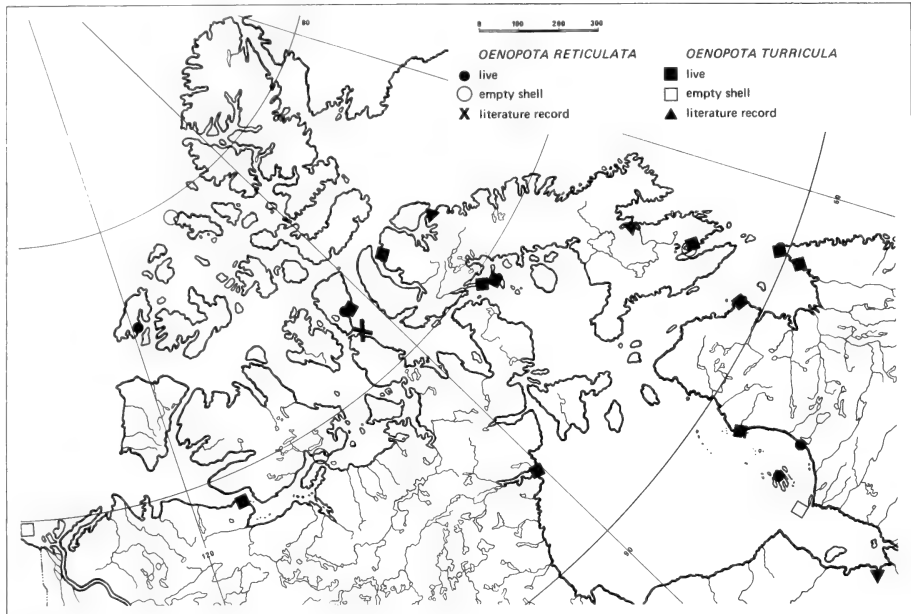 0 100 200 300
OENOPOTA RETICULATA
live
empty shell
literature record
OENOPOTA TURRICULA
live
empty shell
literature record
80
60
120
90